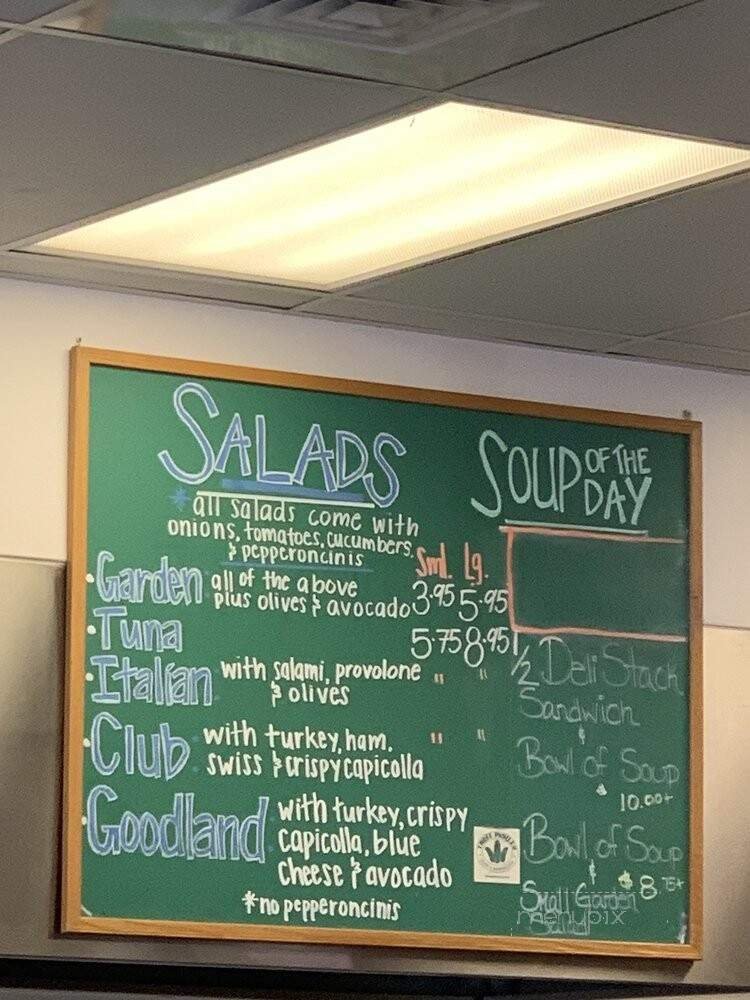 SALADS
*all salads come with
onions, tomatoes, cucumbers,
& pepperoncinis
Sml. Lg.
Garden all of the above
plus olives & avocado 3.95 5.95
Tuna 5.75 8.95
Italian with salami, provolone " "
& olives
Club with turkey, ham. " "
swiss & crispy capicolla
Goodland with turkey, crispy
capicolla, blue
cheese & avocado
*no pepperoncinis
SOUP OF THE
DAY
1/2 Deli Stack
Sandwich
&
Bowl of Soup
10.00+
Bowl of Soup
& $8.75+
Small Garden
Salad
menupix